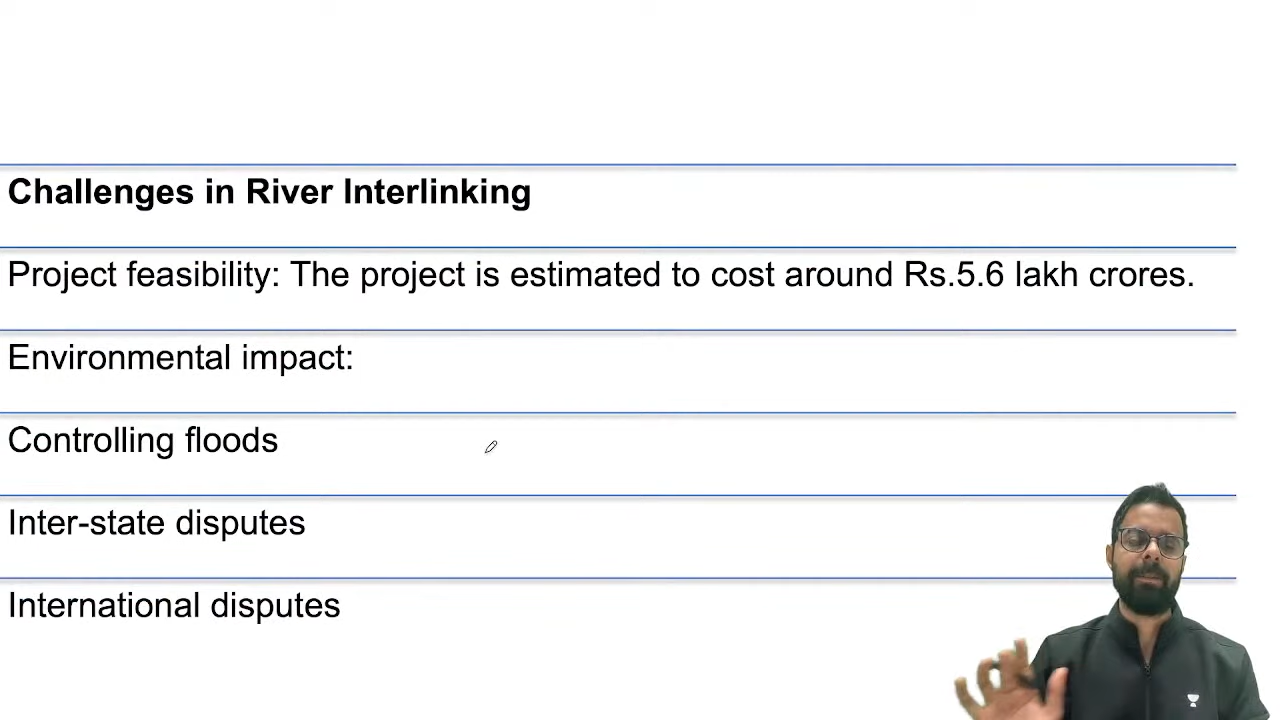 Challenges in River Interlinking
Project feasibility: The project is estimated to cost around Rs.5.6 lakh crores.
Environmental impact:
Controlling floods
Inter-state disputes
International disputes